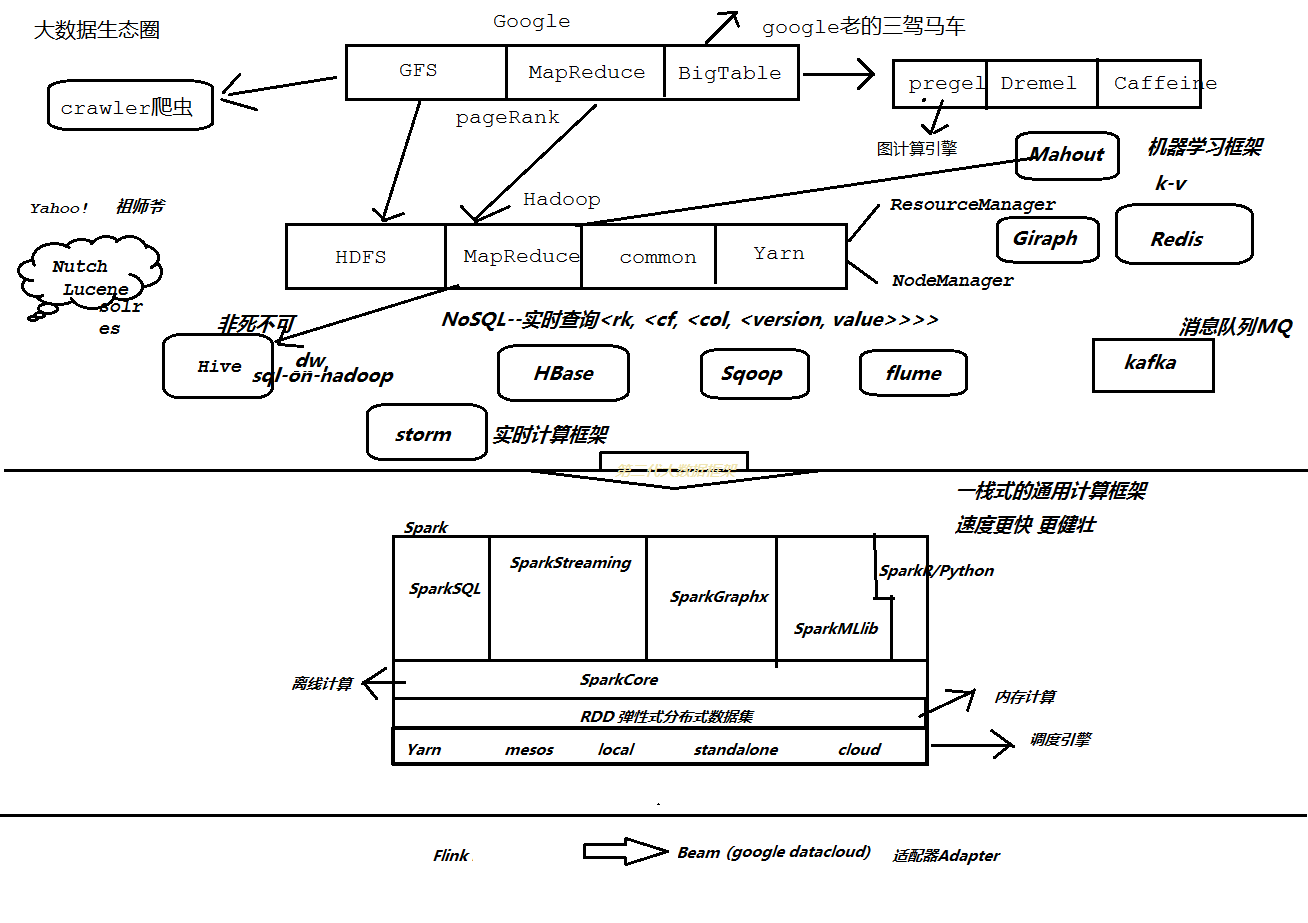 大数据生态圈
Google
google老的三驾马车
GFS
MapReduce
BigTable
pregel
Dremel
Caffeine
crawler爬虫
pageRank
图计算引擎
Mahout
机器学习框架
k-v
Yahoo!
祖师爷
Hadoop
ResourceManager
HDFS
MapReduce
common
Yarn
Giraph
Redis
Nutch
Lucene
solr
es
NodeManager
非死不可
NoSQL--实时查询<rk, <cf, <col, <version, value>>>>
消息队列MQ
Hive
dw
sql-on-hadoop
HBase
Sqoop
flume
kafka
storm
实时计算框架
第二代大数据框架
一栈式的通用计算框架
速度更快 更健壮
Spark
SparkSQL
SparkStreaming
SparkGraphx
SparkMLlib
SparkR/Python
离线计算
SparkCore
内存计算
RDD 弹性式分布式数据集
Yarn
mesos
local
standalone
cloud
调度引擎
Flink
Beam (google datacloud)
适配器Adapter